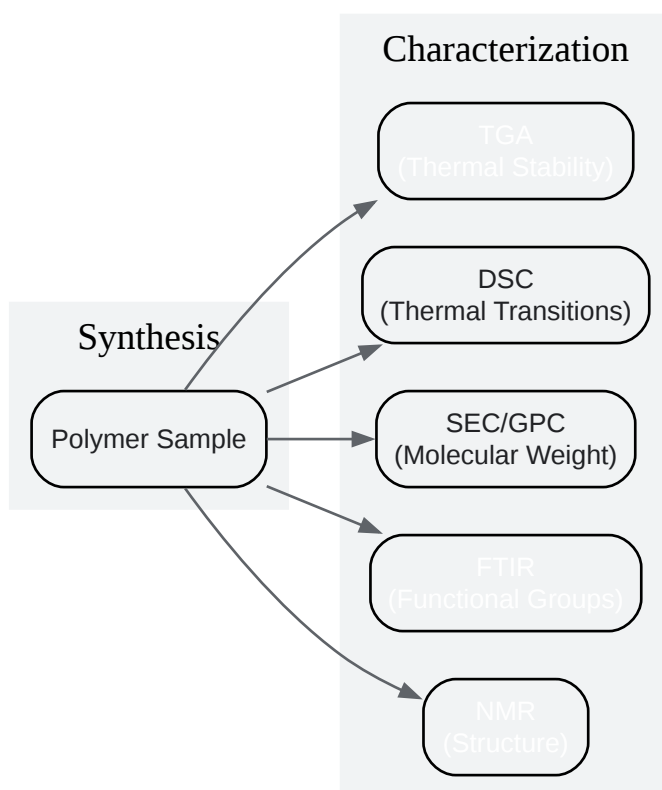 Characterization
TGA
(Thermal Stability)
DSC
(Thermal Transitions)
Synthesis
Polymer Sample
SEC/GPC
(Molecular Weight)
FTIR
(Functional Groups)
NMR
(Structure)